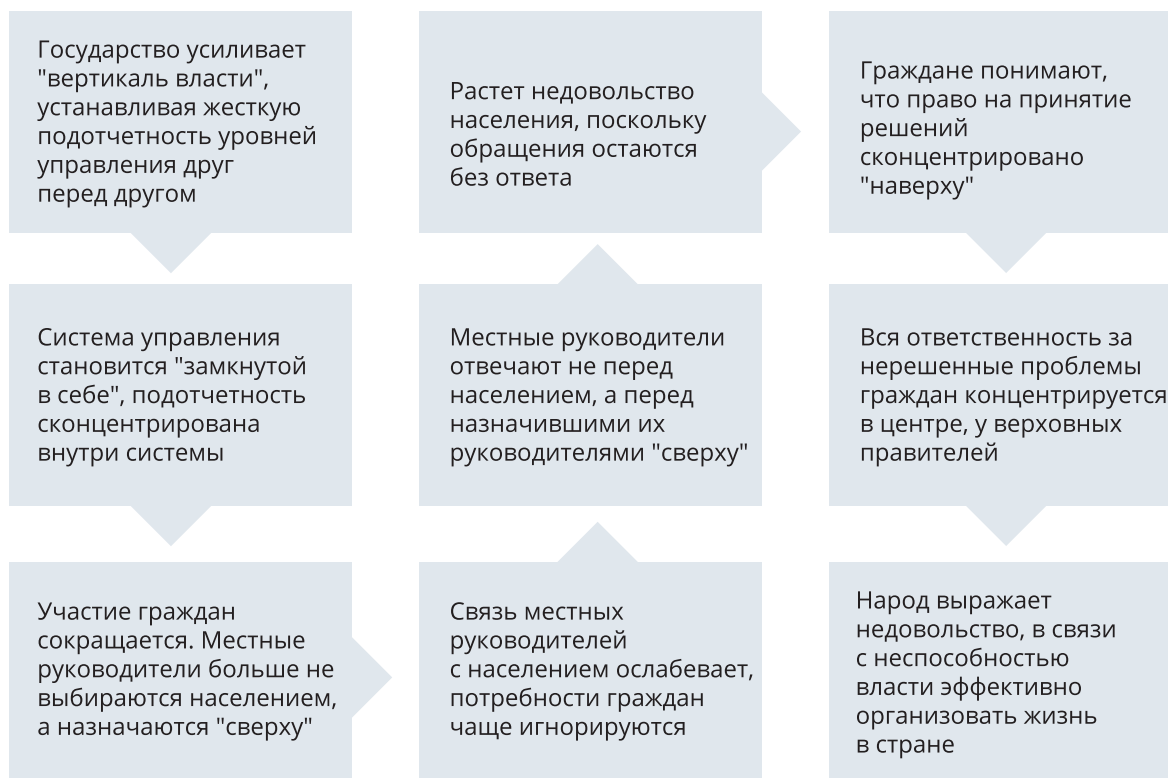 Государство усиливает
"вертикаль власти",
устанавливая жесткую
подотчетность уровней
управления друг
перед другом
Система управления
становится "замкнутой
в себе", подотчетность
сконцентрирована
внутри системы
Участие граждан
сокращается. Местные
руководители больше не
выбираются населением,
а назначаются "сверху"
Связь местных
руководителей
с населением ослабевает,
потребности граждан
чаще игнорируются
Местные руководители
отвечают не перед
населением, а перед
назначившими их
руководителями "сверху"
Растет недовольство
населения, поскольку
обращения остаются
без ответа
Граждане понимают,
что право на принятие
решений
сконцентрировано
"наверху"
Вся ответственность за
нерешенные проблемы
граждан концентрируется
в центре, у верховных
правителей
Народ выражает
недовольство, в связи
с неспособностью
власти эффективно
организовать жизнь
в стране